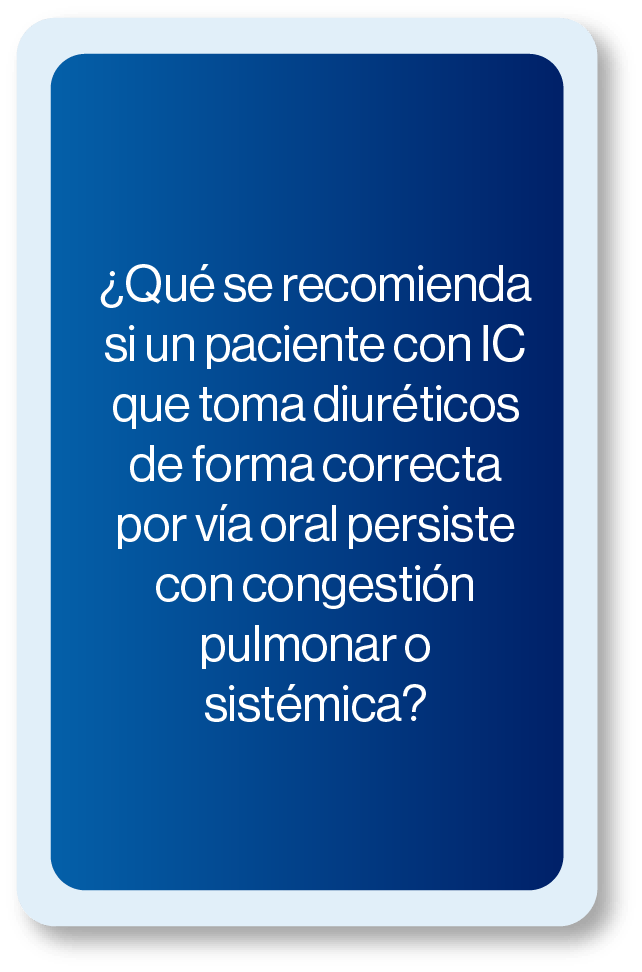 ¿Qué se recomienda
si un paciente con IC
que toma diuréticos
de forma correcta
por vía oral persiste
con congestión
pulmonar o
sistémica?